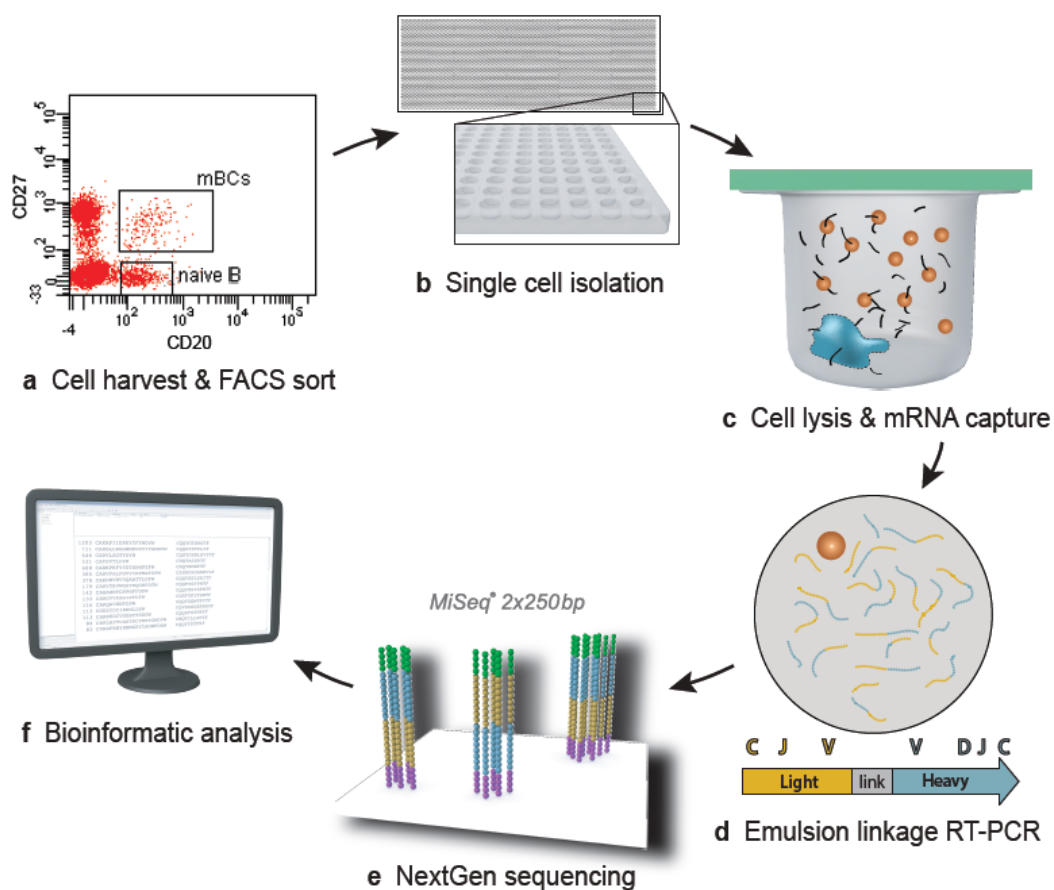 CD27
10^5
10^4
10^3
10^2
0
-33
mBCs
naive B
-4
10^2
10^3
10^4
10^5
CD20
a Cell harvest & FACS sort
b Single cell isolation
c Cell lysis & mRNA capture
C J V V D J C
Light link Heavy
d Emulsion linkage RT-PCR
MiSeq® 2x250bp
e NextGen sequencing
f Bioinformatic analysis